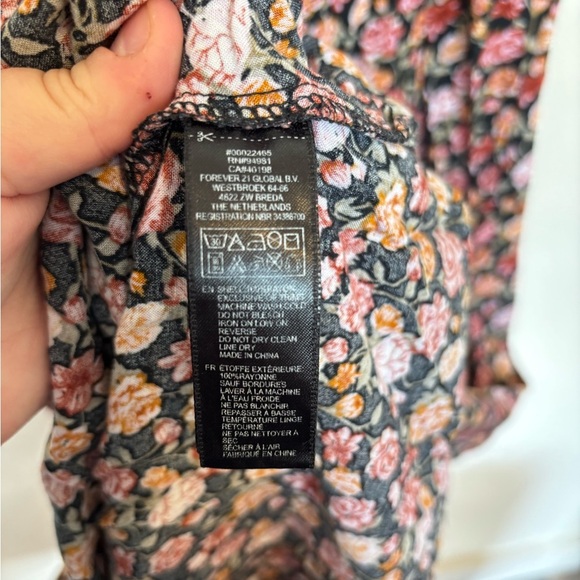 #00022465
RN#94981
CA#40198
FOREVER 21 GLOBAL B.V.
WESTBROEK 64-66
4822 ZW BREDA
THE NETHERLANDS
REGISTRATION NBR 34386700
30
EN SHELL:
EXCLUSIVE OF TRIM
MACHINE WASH COLD
DO NOT BLEACH
IRON ON LOW ON
REVERSE
DO NOT DRY CLEAN
LINE DRY
MADE IN CHINA
FR ÉTOFFE EXTÉRIEURE:
100%RAYONNE
SAUF BORDURES
LAVER À LA MACHINE
À L'EAU FROIDE
NE PAS BLANCHIR
REPASSER A BASSE
TEMPÉRATURE LINGE
RETOURNÉ
NE PAS NETTOYER À
SEC
SÉCHER À L'AIR
FABRIQUÉ EN CHINE